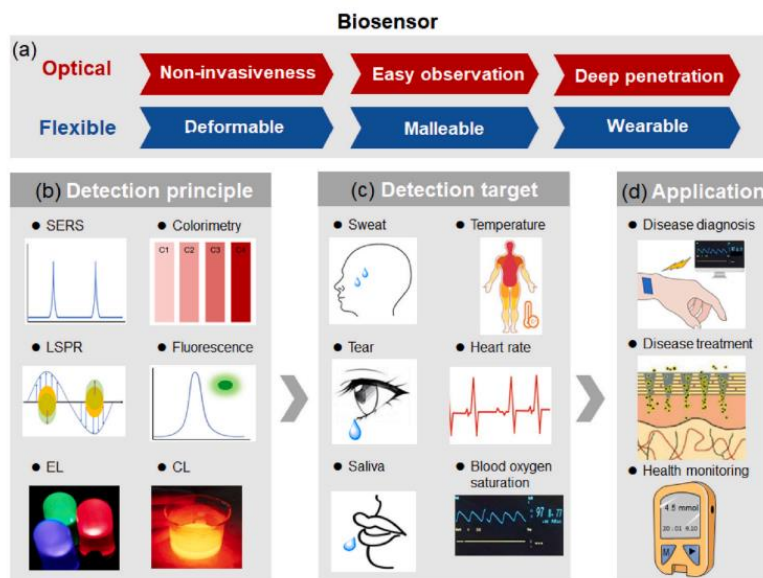 Biosensor
(a)
Optical
Non-invasiveness
Easy observation
Deep penetration
Flexible
Deformable
Malleable
Wearable
(b) Detection principle
● SERS
● Colorimetry
C1 C2 C3
● LSPR
● Fluorescence
● EL
● CL
(c) Detection target
● Sweat
● Temperature
● Tear
● Heart rate
● Saliva
● Blood oxygen
saturation
97
(d) Application
● Disease diagnosis
● Disease treatment
● Health monitoring
4.5 mmol
M